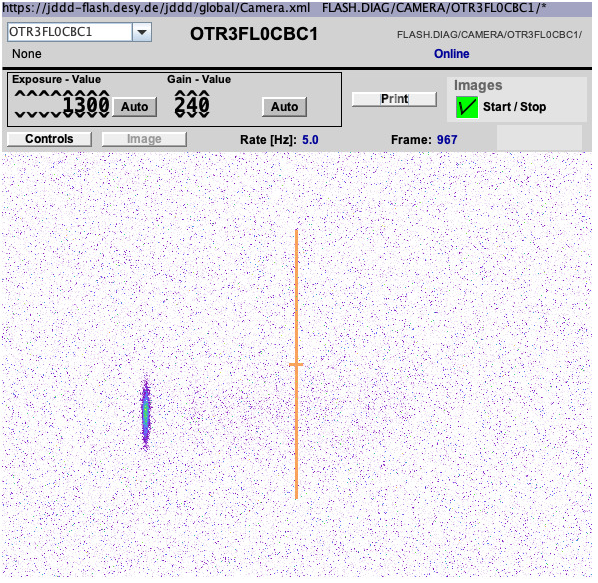 https://jddd-flash.desy.de/jddd/global/Camera.xml FLASH.DIAG/CAMERA/OTR3FL0CBC1/*
OTR3FL0CBC1
OTR3FL0CBC1
FLASH.DIAG/CAMERA/OTR3FL0CBC1/
None
Online
Exposure - Value
Gain - Value
Images
1300
Auto
240
Auto
Print
Start / Stop
Controls
Image
Rate [Hz]: 5.0
Frame: 967